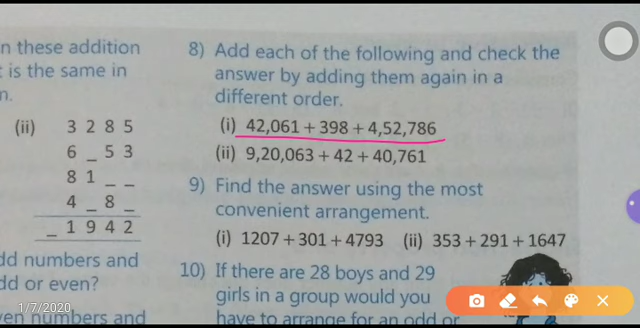 n these addition
is the same in
n.
(ii) 3 2 8 5
6 _ 5 3
8 1 _ _
4 _ 8 _
_ 1 9 4 2
dd numbers and
dd or even?
1/7/2020
en numbers and
8) Add each of the following and check the
answer by adding them again in a
different order.
(i) 42,061 + 398 + 4,52,786
(ii) 9,20,063 + 42 + 40,761
9) Find the answer using the most
convenient arrangement.
(i) 1207 + 301 + 4793 (ii) 353 + 291 + 1647
10) If there are 28 boys and 29
girls in a group would you
have to arrange for an odd or